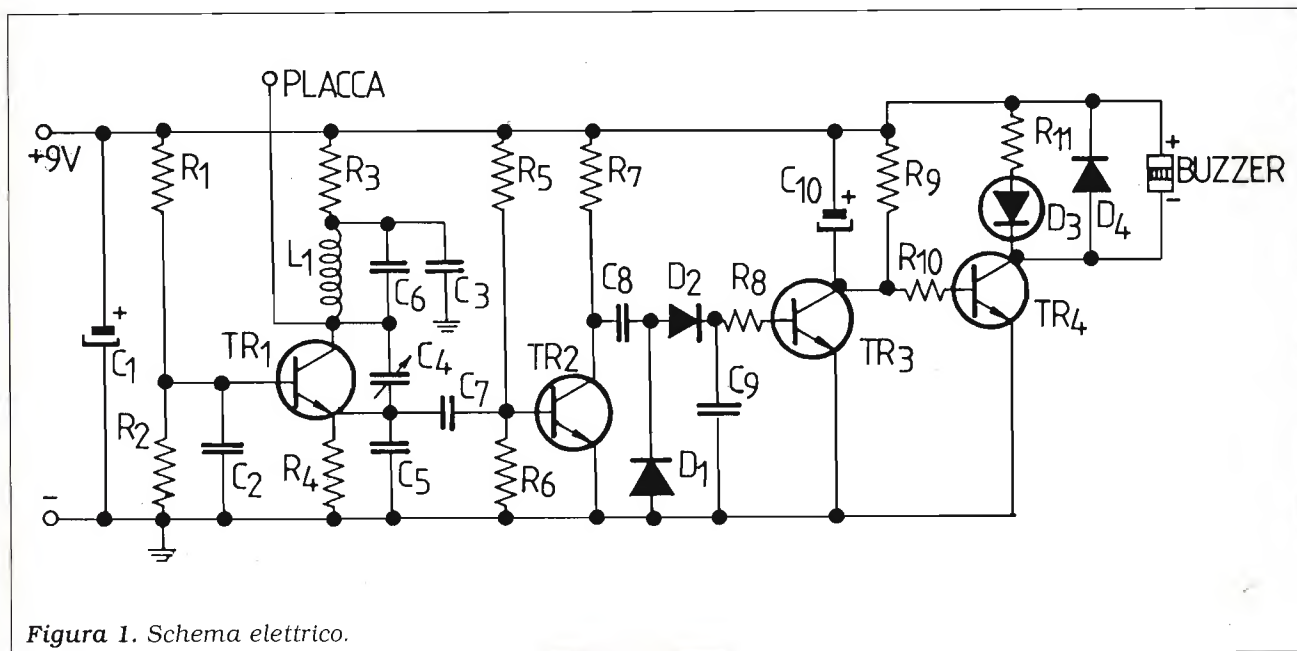 PLACCA
+9V
R1
R3
R5
R7
C10
+
R9
R11
+
BUZZER
-
D3
D4
L1
C6
C3
C8
D2
R8
R10
TR4
+
C1
TR1
C4
C7
TR2
TR3
C9
R2
C2
R4
C5
R6
D1
-
Figura 1. Schema elettrico.